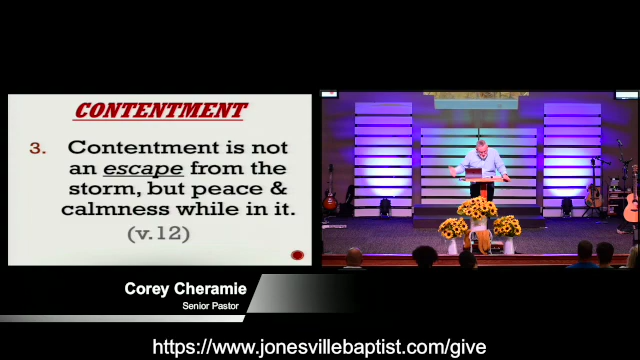 CONTENTMENT
3. Contentment is not
an escape from the
storm, but peace &
calmness while in it.
(v.12)
Corey Cheramie
Senior Pastor
https://www.jonesvillebaptist.com/give